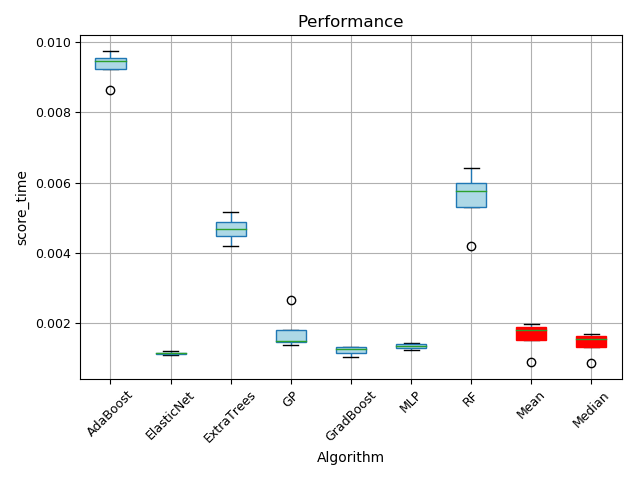 Performance
0.010
0.008
0.006
0.004
0.002
score_time
AdaBoost
ElasticNet
ExtraTrees
GP
GradBoost
MLP
RF
Mean
Median
Algorithm